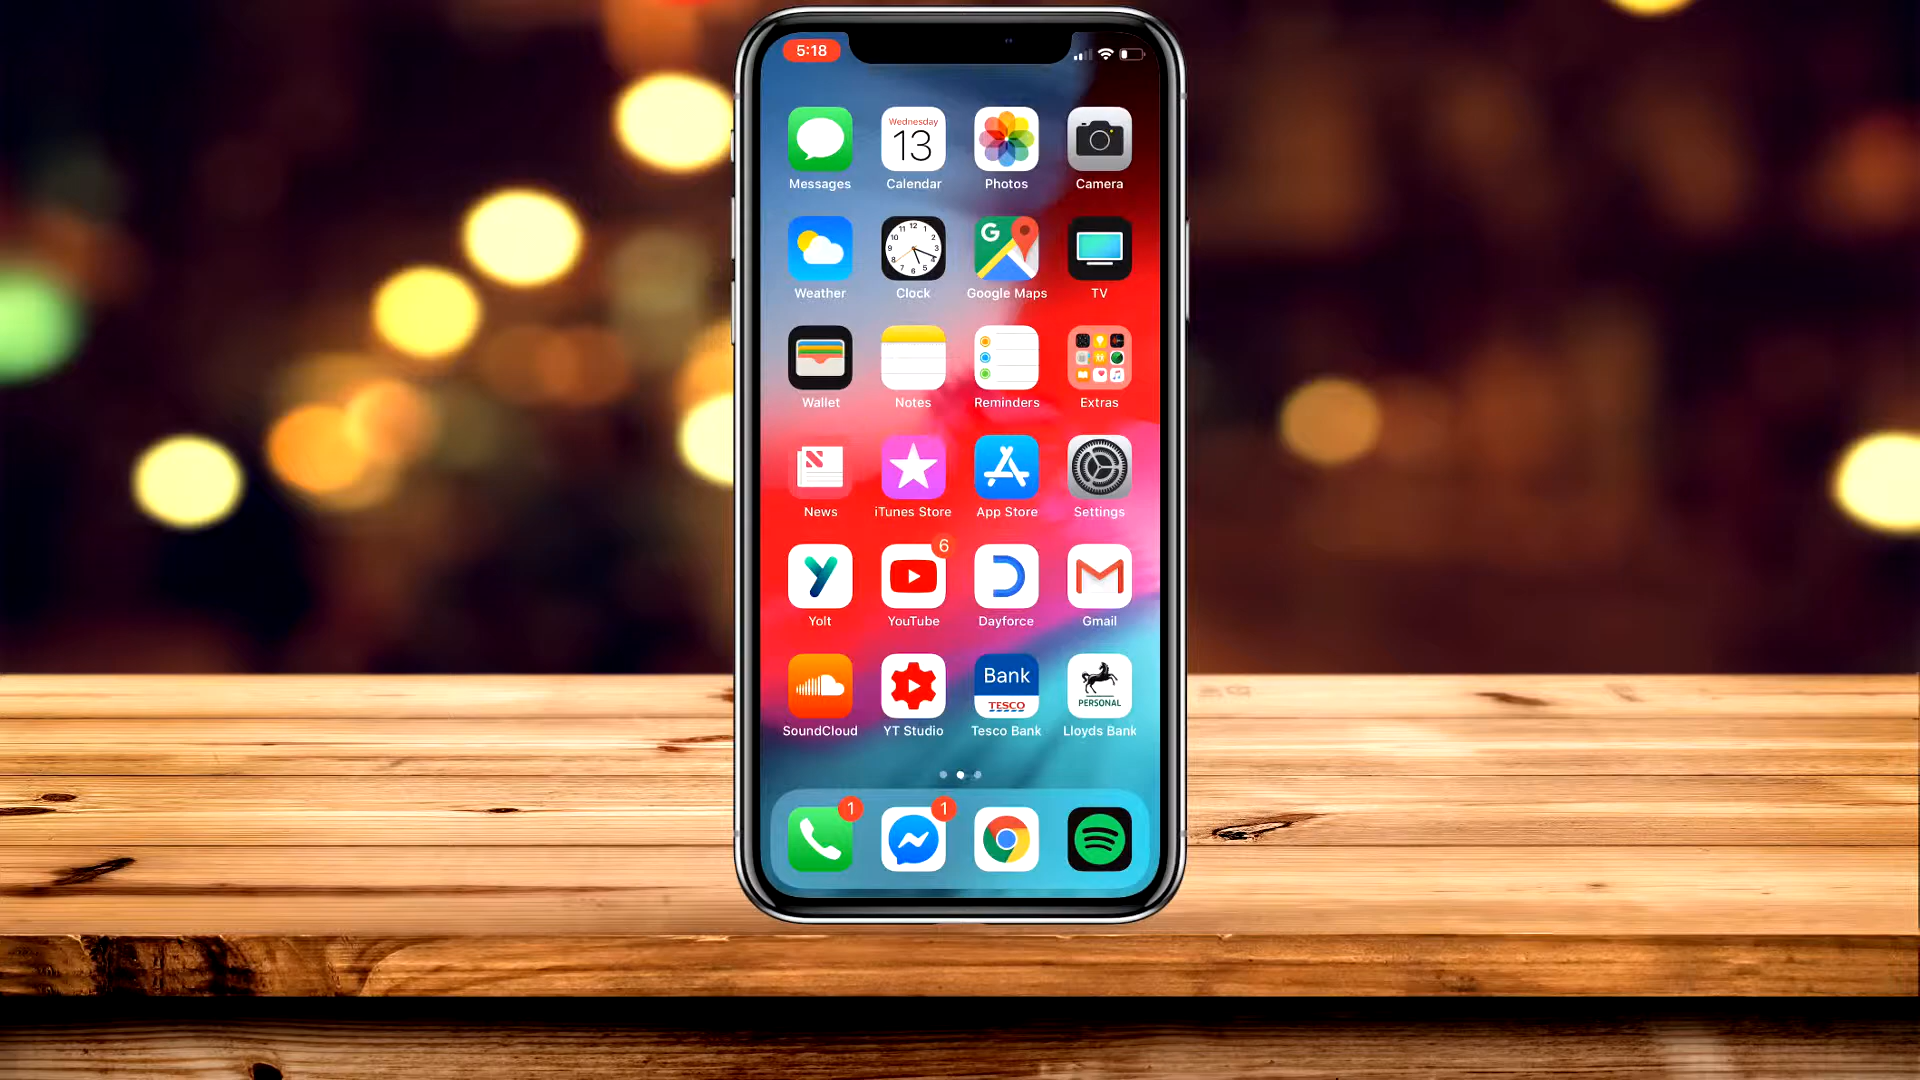 5:18
Wednesday
13
Messages
Calendar
Photos
Camera
G
Weather
Clock
Google Maps
TV
Wallet
Notes
Reminders
Extras
News
iTunes Store
App Store
Settings
6
Yolt
YouTube
Dayforce
Gmail
Bank
TESCO
PERSONAL
SoundCloud
YT Studio
Tesco Bank
Lloyds Bank
1
1